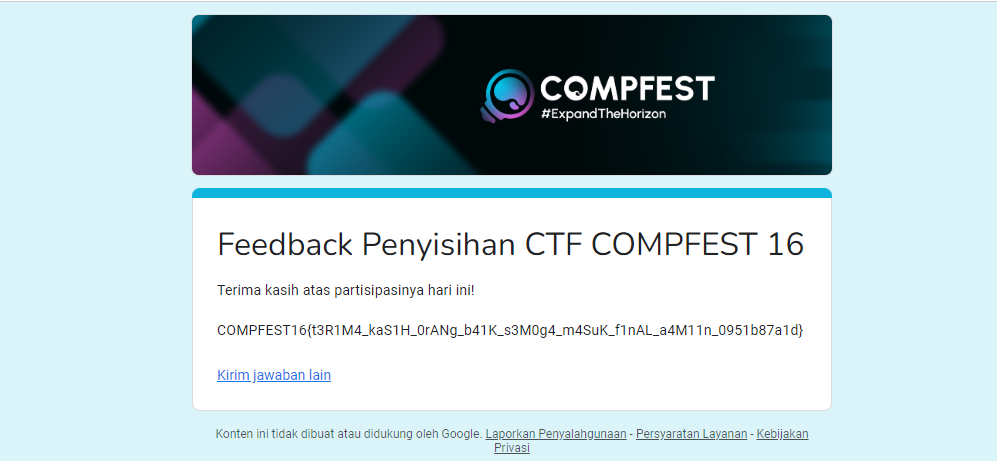 COMPFEST
#ExpandTheHorizon
Feedback Penyisihan CTF COMPFEST 16
Terima kasih atas partisipasinya hari ini!
COMPFEST16{t3R1M4_kaS1H_0rANg_b41K_s3M0g4_m4SuK_f1nAL_a4M11n_0951b87a1d}
Kirim jawaban lain
Konten ini tidak dibuat atau didukung oleh Google. Laporkan Penyalahgunaan - Persyaratan Layanan - Kebijakan
Privasi